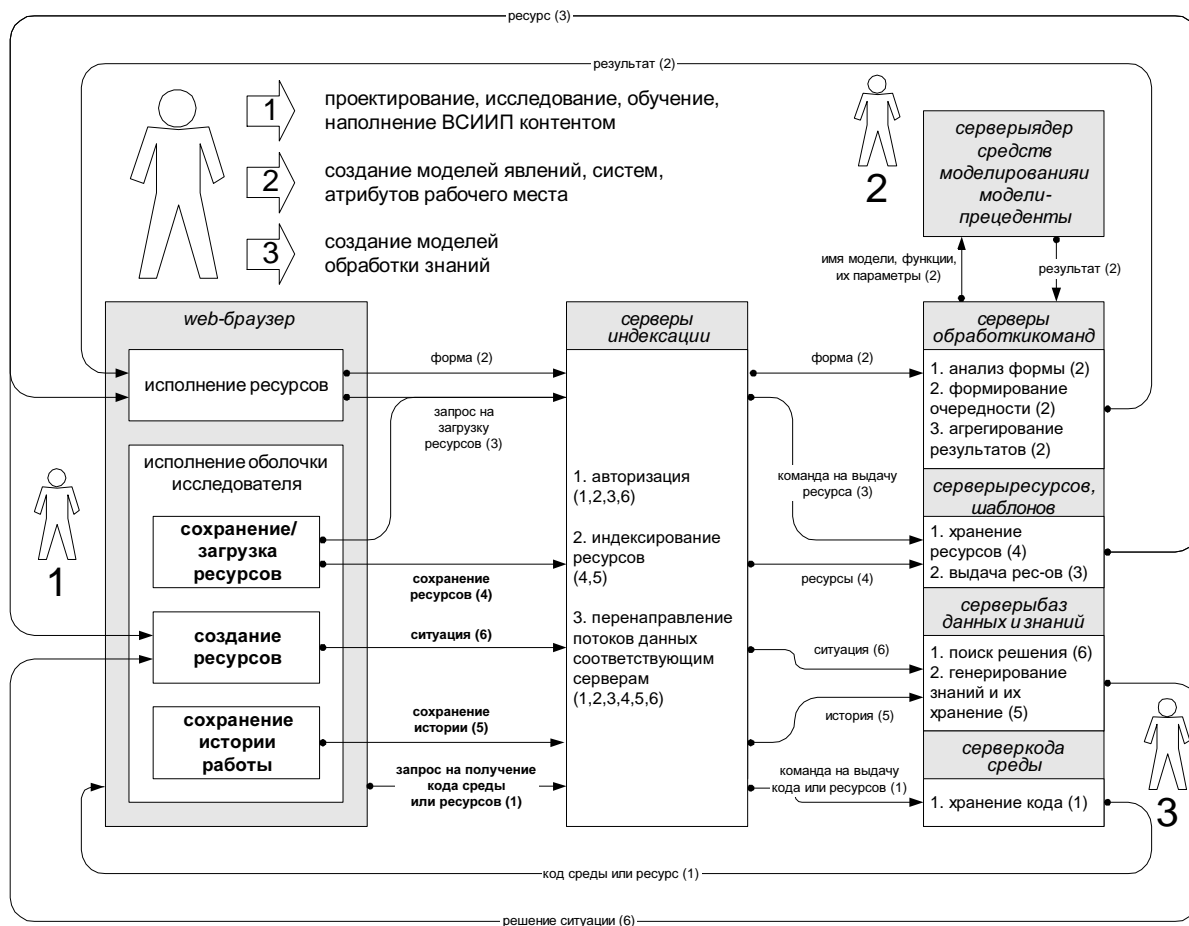 ресурс (3)
результат (2)
1
проектирование, исследование, обучение,
наполнение ВСИИП контентом
2
создание моделей явлений, систем,
атрибутов рабочего места
3
создание моделей
обработки знаний
2
серверыядер
средств
моделированияи
модели-
прецеденты
имя модели, функции,
их параметры (2)
результат (2)
web-браузер
исполнение ресурсов
исполнение оболочки
исследователя
сохранение/
загрузка
ресурсов
создание
ресурсов
сохранение
истории
работы
1
форма (2)
запрос на
загрузку
ресурсов (3)
сохранение
ресурсов (4)
ситуация (6)
сохранение
истории (5)
запрос на получение
кода среды
или ресурсов (1)
серверы
индексации
1. авторизация
(1,2,3,6)
2. индексирование
ресурсов
(4,5)
3. перенаправление
потоков данных
соответствующим
серверам
(1,2,3,4,5,6)
форма (2)
команда на выдачу
ресурса (3)
ресурсы (4)
ситуация (6)
история (5)
команда на выдачу
кода или ресурсов (1)
серверы
обработкикоманд
1. анализ формы (2)
2. формирование
очередности (2)
3. агрегирование
результатов (2)
серверыресурсов,
шаблонов
1. хранение
ресурсов (4)
2. выдача рес-ов (3)
серверыбаз
данных и знаний
1. поиск решения (6)
2. генерирование
знаний и их
хранение (5)
серверкода
среды
1. хранение кода (1)
3
код среды или ресурс (1)
решение ситуации (6)